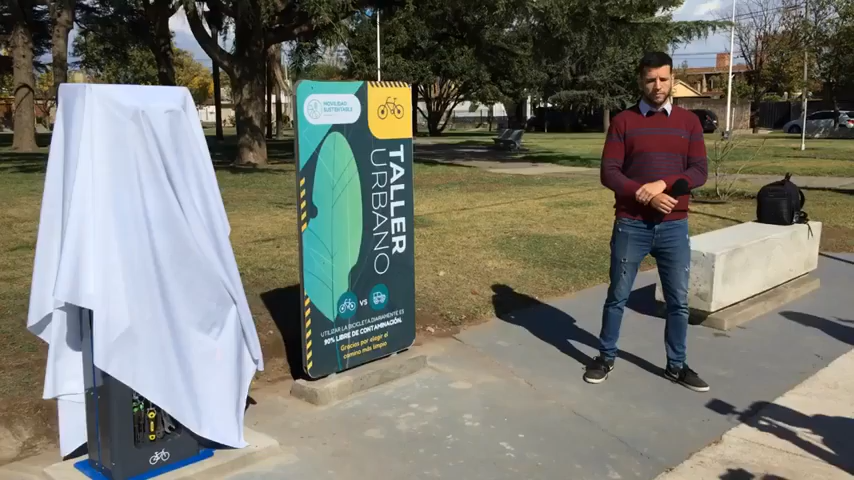 MOVILIDAD
SUSTENTABLE
TALLER
URBANO
VS
UTILIZAR LA BICICLETA DIARIAMENTE ES
90% LIBRE DE CONTAMINACIÓN.
Gracias por elegir el
camino más limpio